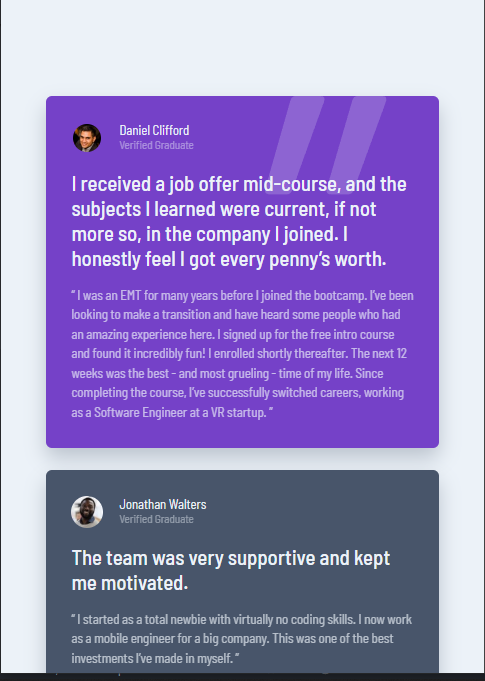 Daniel Clifford
Verified Graduate
I received a job offer mid-course, and the
subjects I learned were current, if not
more so, in the company I joined. I
honestly feel I got every penny’s worth.
“ I was an EMT for many years before I joined the bootcamp. I’ve been
looking to make a transition and have heard some people who had
an amazing experience here. I signed up for the free intro course
and found it incredibly fun! I enrolled shortly thereafter. The next 12
weeks was the best - and most grueling - time of my life. Since
completing the course, I’ve successfully switched careers, working
as a Software Engineer at a VR startup. ”
Jonathan Walters
Verified Graduate
The team was very supportive and kept
me motivated.
“ I started as a total newbie with virtually no coding skills. I now work
as a mobile engineer for a big company. This was one of the best
investments I’ve made in myself. ”